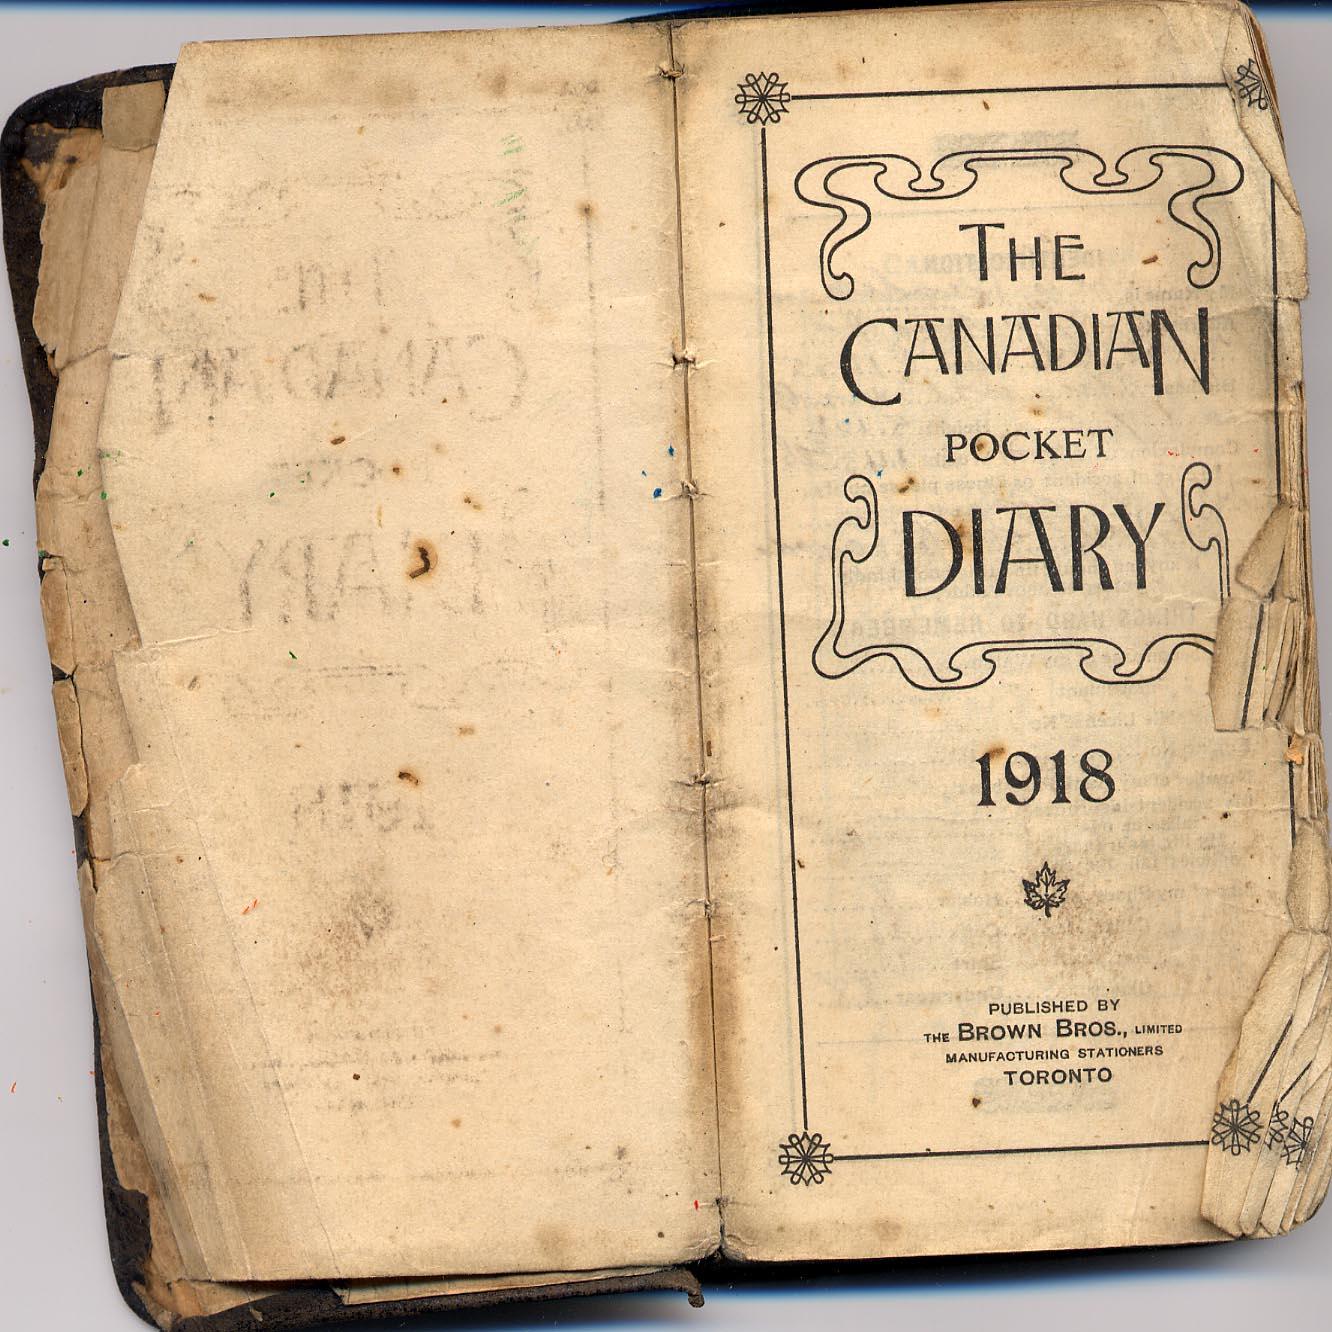 THE
CANADIAN
POCKET
DIARY
1918
PUBLISHED BY
THE BROWN BROS., LIMITED
MANUFACTURING STATIONERS
TORONTO